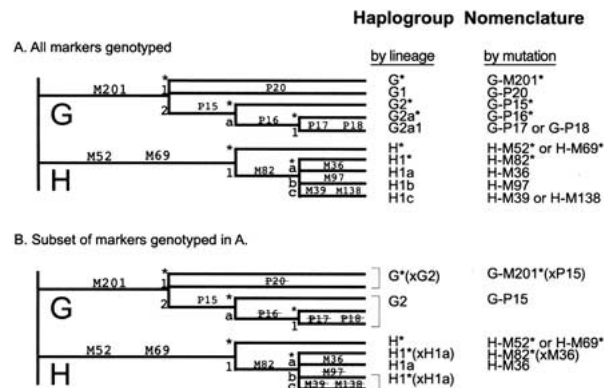 Haplogroup Nomenclature
A. All markers genotyped
by lineage by mutation
M201 * P20 G* G-M201*
1 G1 G-P20
G 2 P15 * G2* G-P15*
a P16 * G2a* G-P16*
1 P17 P18 G2a1 G-P17 or G-P18
M52 M69 * H* H-M52* or H-M69*
H 1 M82 * H1* H-M82*
a M36 H1a H-M36
b M97 H1b H-M97
c M39 M138 H1c H-M39 or H-M138
B. Subset of markers genotyped in A.
M201 * P20 G*(xG2) G-M201*(xP15)
1
G 2 P15 * G2 G-P15
a P16 *
1 P17 P18
M52 M69 * H* H-M52* or H-M69*
H 1 M82 * H1*(xH1a) H-M82*(xM36)
a M36 H1a H-M36
b M97 H1*(xH1a)
c M39 M138